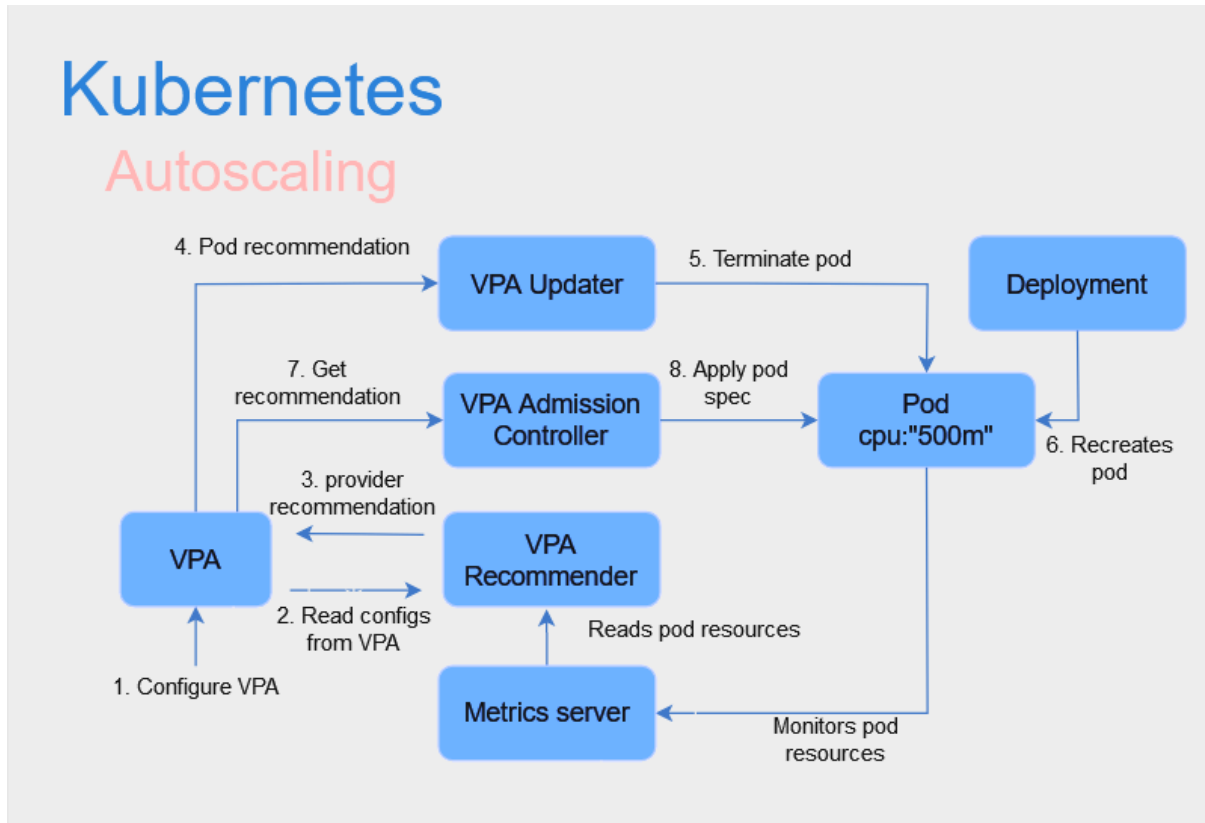 Kubernetes
Autoscaling
4. Pod recommendation
VPA Updater
5. Terminate pod
Deployment
7. Get
recommendation
VPA Admission
Controller
8. Apply pod
spec
Pod
cpu:"500m"
6. Recreates
pod
3. provider
recommendation
VPA
VPA
Recommender
2. Read configs
from VPA
Reads pod resources
1. Configure VPA
Metrics server
Monitors pod
resources